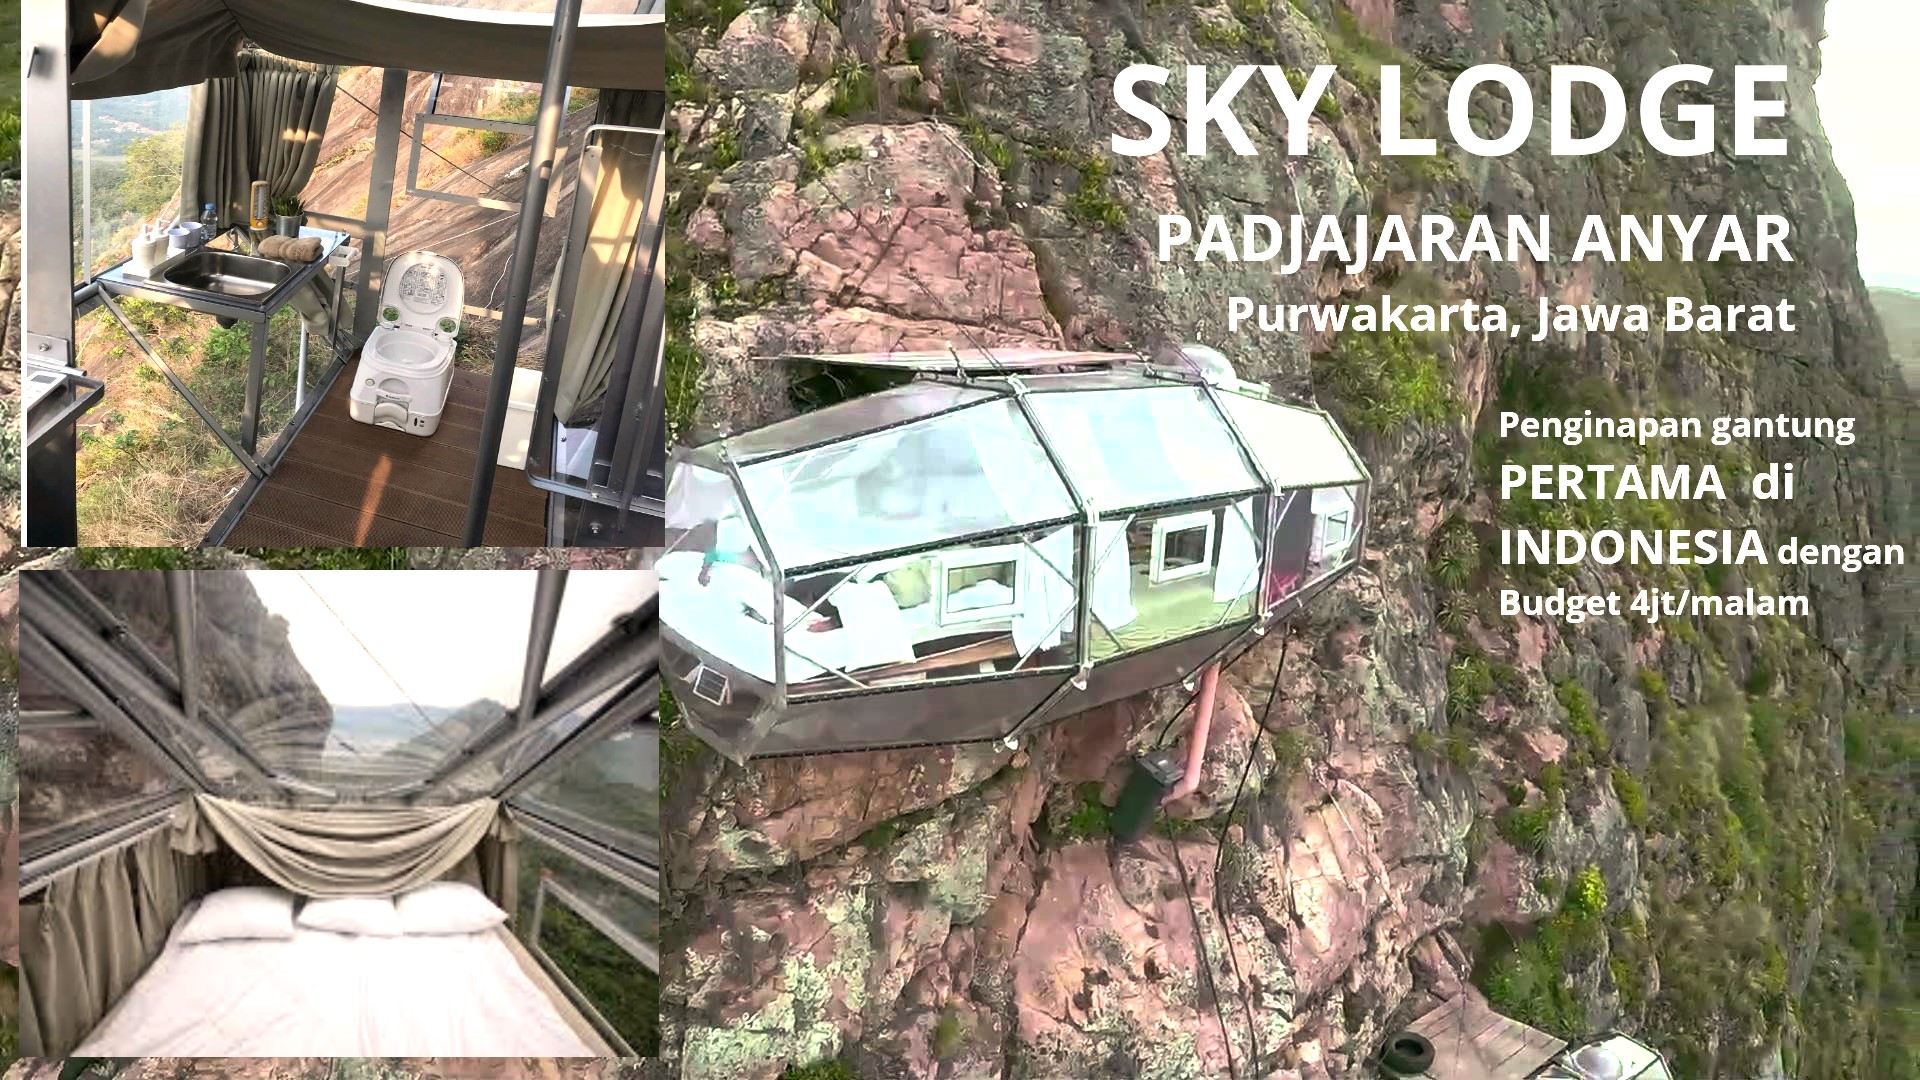 SKY LODGE
PADJAJARAN ANYAR
Purwakarta, Jawa Barat
Penginapan gantung
PERTAMA di
INDONESIA dengan
Budget 4jt/malam